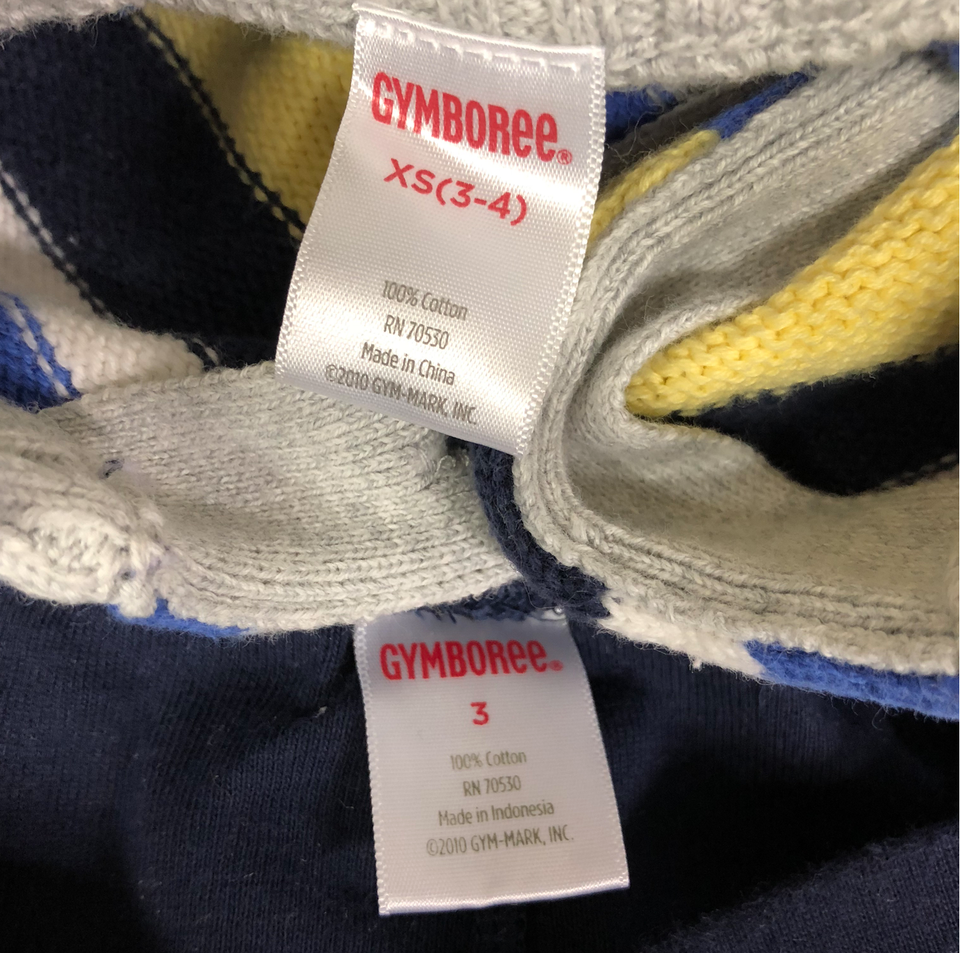 GYMBOREE®
XS(3-4)
100% Cotton
RN 70530
Made in China
©2010 GYM-MARK, INC.
GYMBOREE®
3
100% Cotton
RN 70530
Made in Indonesia
©2010 GYM-MARK, INC.